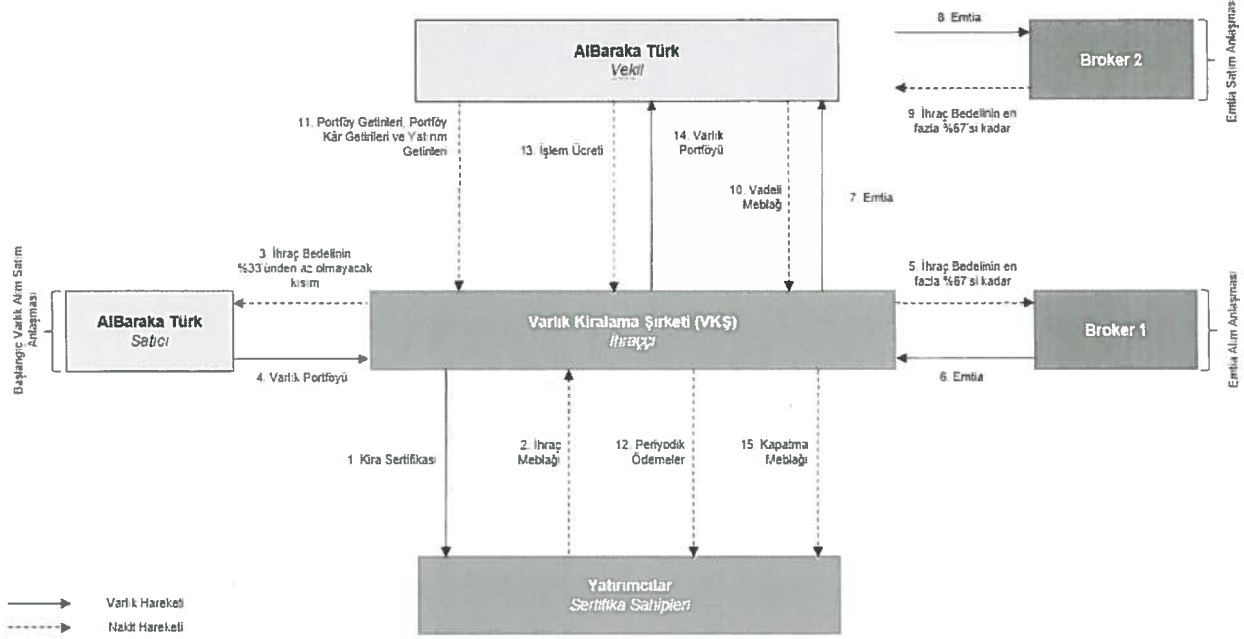 AlBaraka Türk
Vekil
8. Emtia
Broker 2
Emtia Satım Anlaşması
9. İhraç Bedelinin en
fazla %67'si kadar
11. Portföy Getirileri, Portföy
Kâr Getirileri ve Yatırım
Getirileri
13. İşlem Ücreti
14. Varlık
Portföyü
10. Vadeli
Meblağ
7. Emtia
Başlangıç Varlık Alım Satım
Anlaşması
AlBaraka Türk
Satıcı
3. İhraç Bedelinin
%33'ünden az olmayacak
kısım
4. Varlık Portföyü
Varlık Kiralama Şirketi (VKŞ)
İhraççı
5. İhraç Bedelinin en
fazla %67'si kadar
6. Emtia
Broker 1
Emtia Alım Anlaşması
1. Kira Sertifikası
2. İhraç
Meblağı
12. Periyodik
Ödemeler
15. Kapatma
Meblağı
Yatırımcılar
Sertifika Sahipleri
Varlık Hareketi
Nakit Hareketi